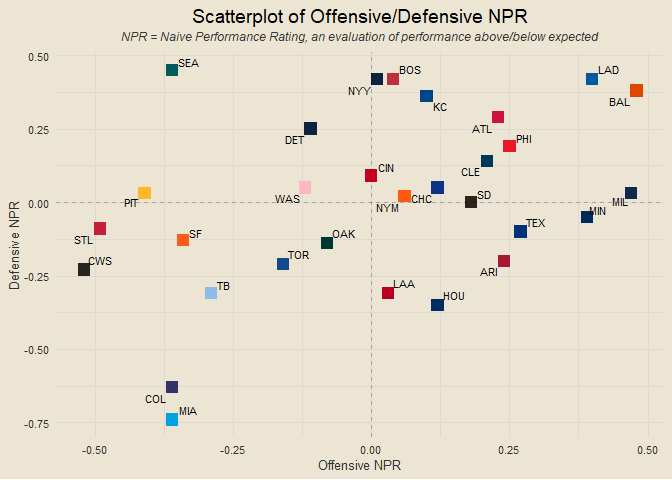 Scatterplot of Offensive/Defensive NPR
NPR = Naive Performance Rating, an evaluation of performance above/below expected
0.50
SEA
BOS
LAD
NYY
BAL
KC
0.25
DET
ATL
PHI
CIN
CLE
WAS
CHC
SD
PIT
0.00
NYM
MIL
MIN
STL
SF
OAK
TEX
Defensive NPR
CWS
TOR
ARI
-0.25
TB
LAA
HOU
-0.50
COL
MIA
-0.75
-0.50
-0.25
0.00
0.25
0.50
Offensive NPR